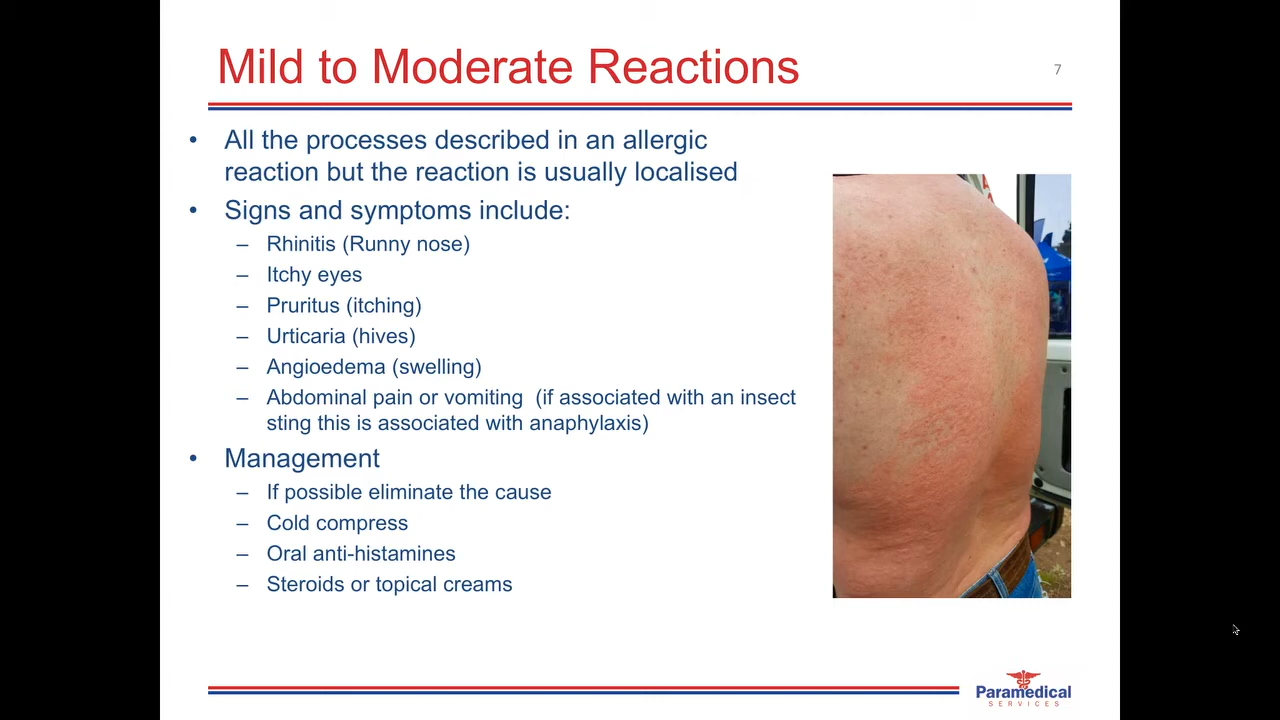 Mild to Moderate Reactions
7
• All the processes described in an allergic
reaction but the reaction is usually localised
• Signs and symptoms include:
– Rhinitis (Runny nose)
– Itchy eyes
– Pruritus (itching)
– Urticaria (hives)
– Angioedema (swelling)
– Abdominal pain or vomiting (if associated with an insect
sting this is associated with anaphylaxis)
• Management
– If possible eliminate the cause
– Cold compress
– Oral anti-histamines
– Steroids or topical creams
Paramedical
SERVICES